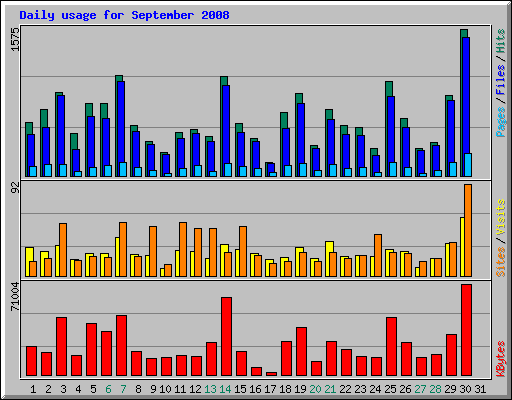 Daily usage for September 2008
1575
Pages / Files / Hits
92
Sites / Visits
71004
KBytes
1 2 3 4 5 6 7 8 9 10 11 12 13 14 15 16 17 18 19 20 21 22 23 24 25 26 27 28 29 30 31